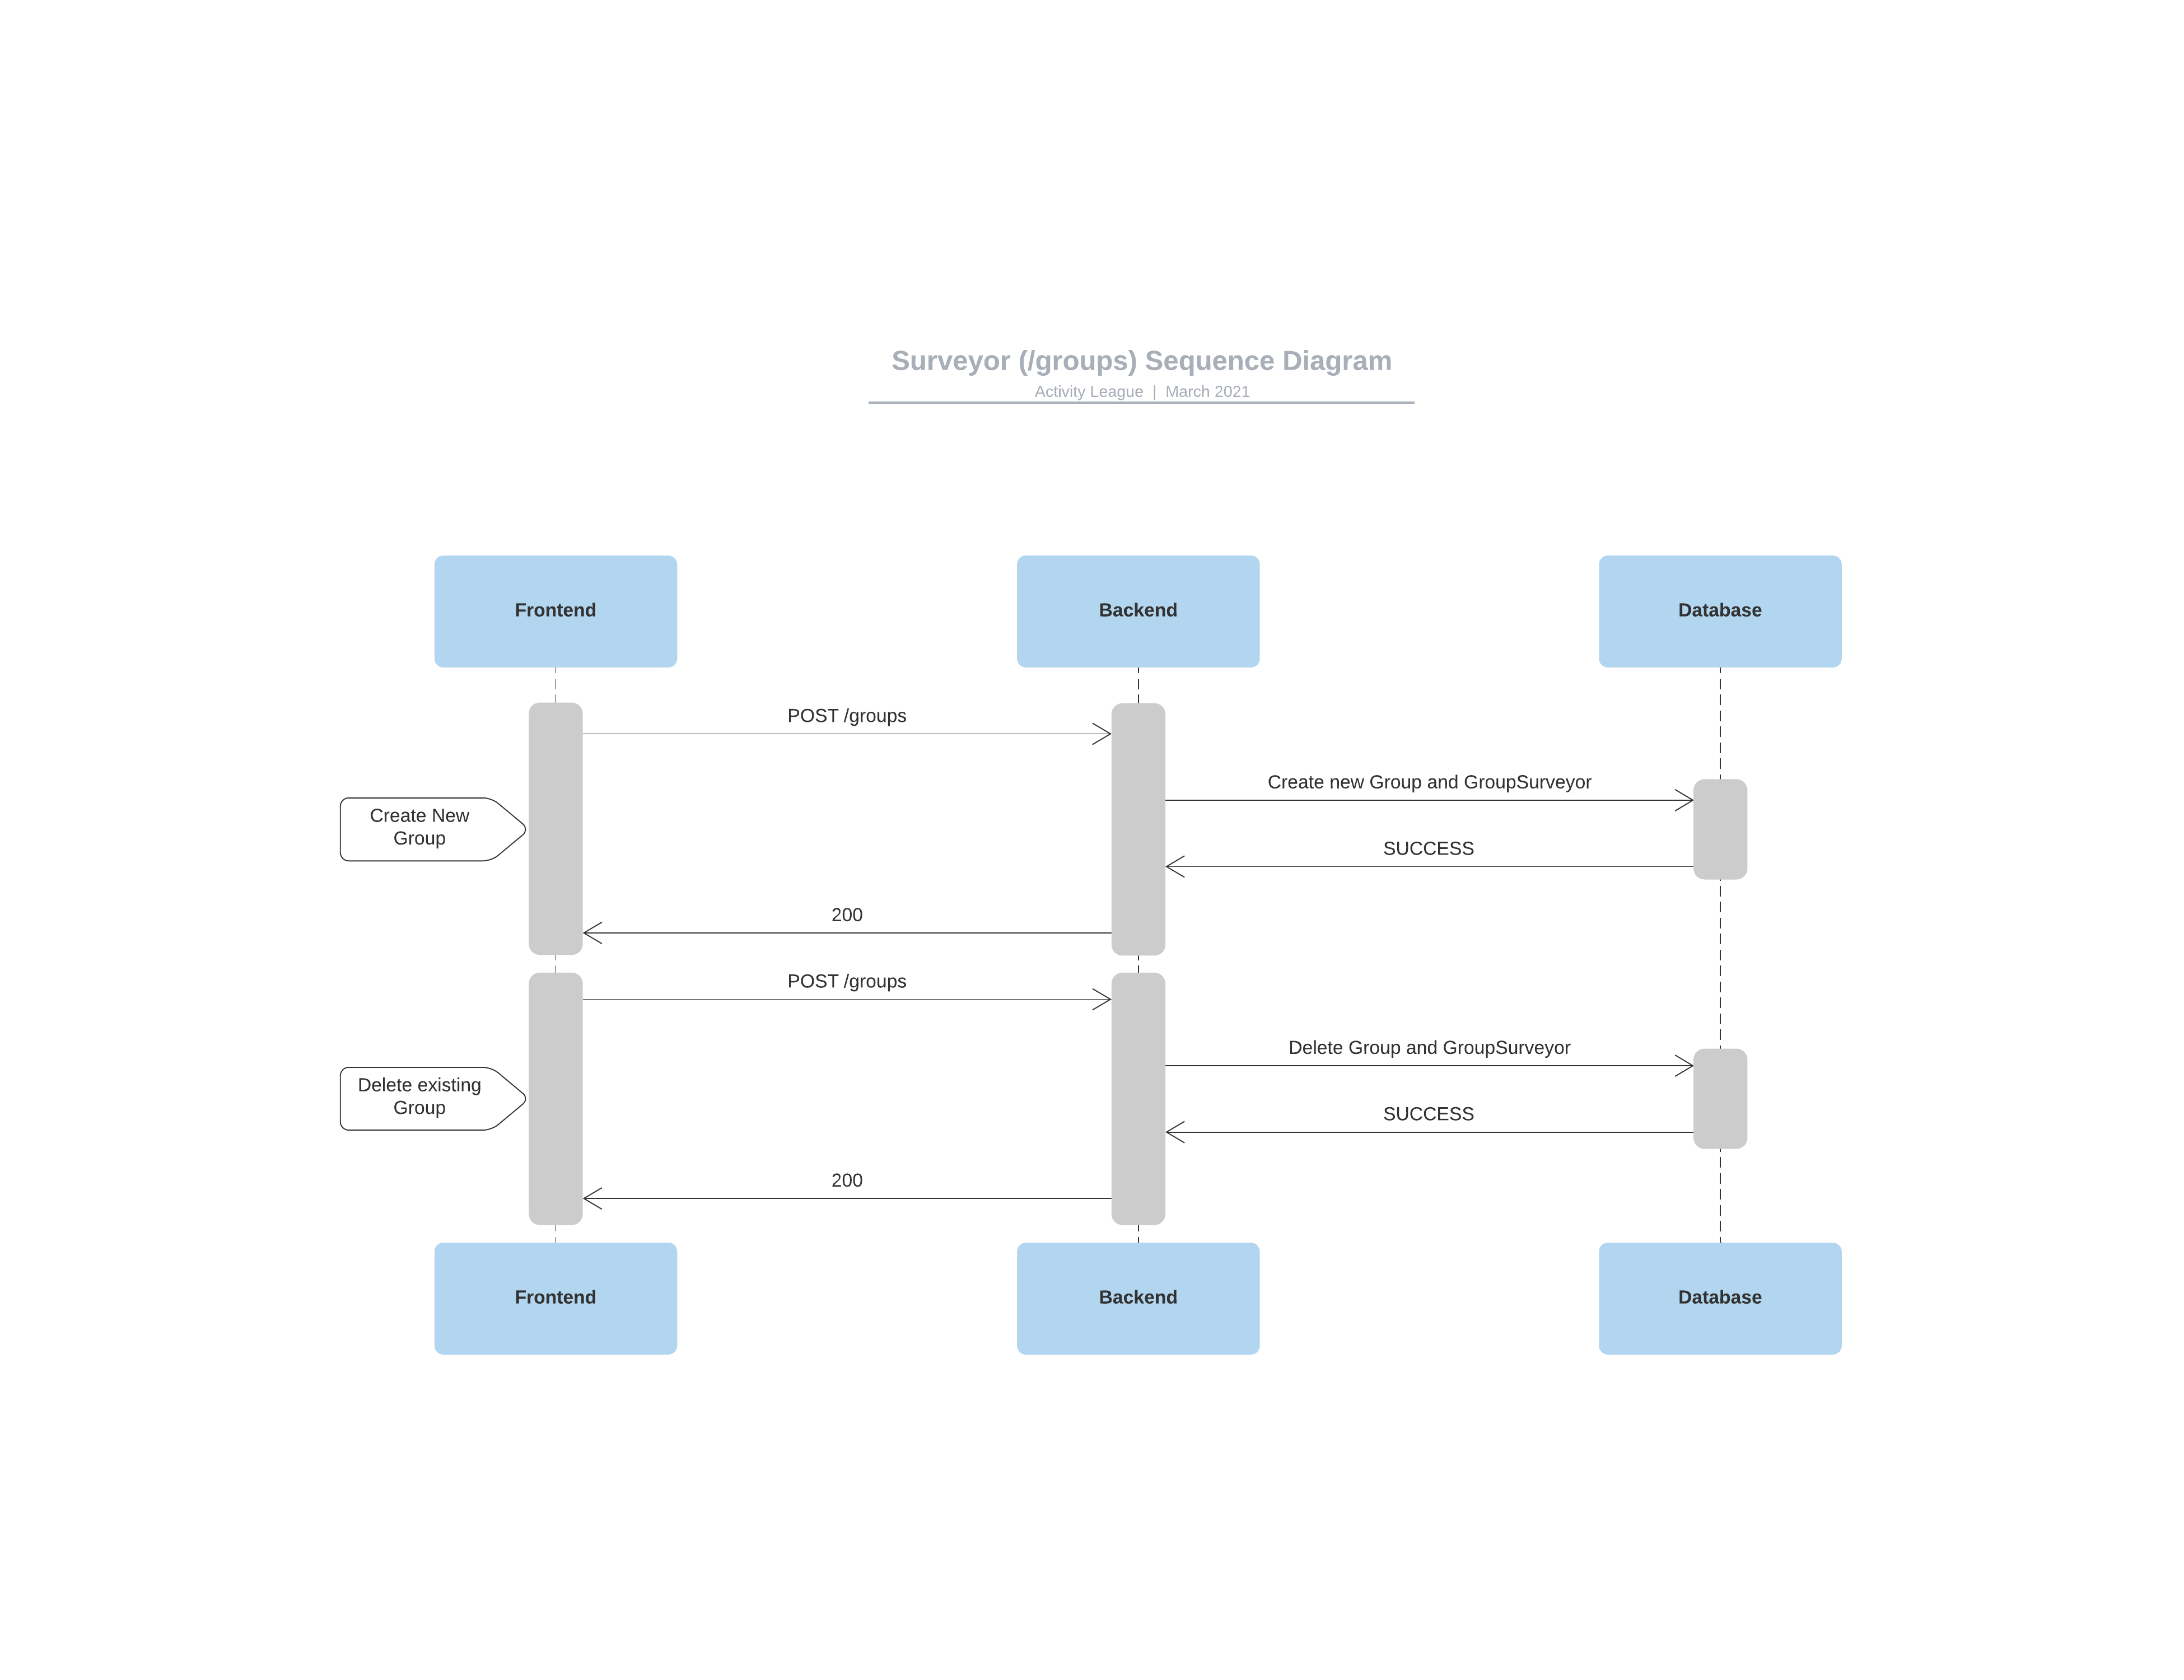 Surveyor (/groups) Sequence Diagram
Activity League | March 2021
Frontend
Backend
Database
POST /groups
Create new Group and GroupSurveyor
Create New
Group
SUCCESS
200
POST /groups
Delete Group and GroupSurveyor
Delete existing
Group
SUCCESS
200
Frontend
Backend
Database